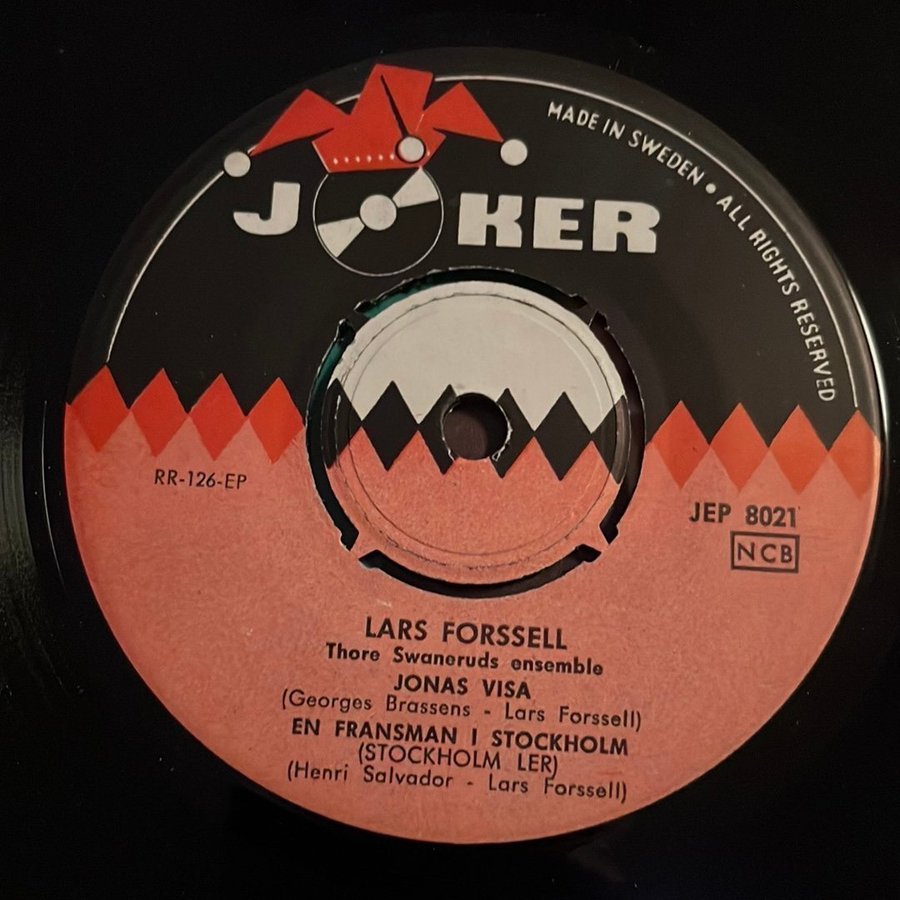 JOKER
MADE IN SWEDEN • ALL RIGHTS RESERVED
RR-126-EP
JEP 8021
NCB
LARS FORSSELL
Thore Swaneruds ensemble
JONAS VISA
(Georges Brassens - Lars Forssell)
EN FRANSMAN I STOCKHOLM
(STOCKHOLM LER)
(Henri Salvador - Lars Forssell)